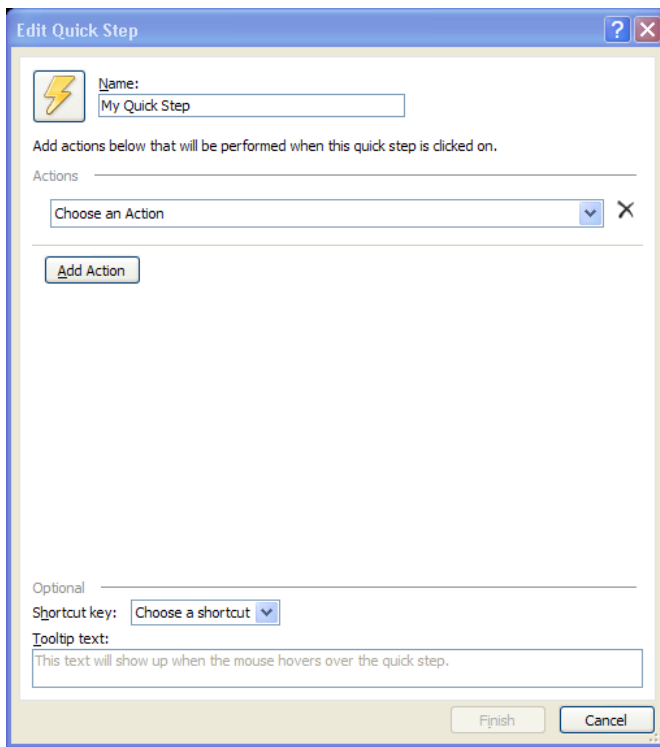 Edit Quick Step
Name:
My Quick Step
Add actions below that will be performed when this quick step is clicked on.
Actions
Choose an Action
Add Action
Optional
Shortcut key: Choose a shortcut
Tooltip text:
This text will show up when the mouse hovers over the quick step.
Finish Cancel